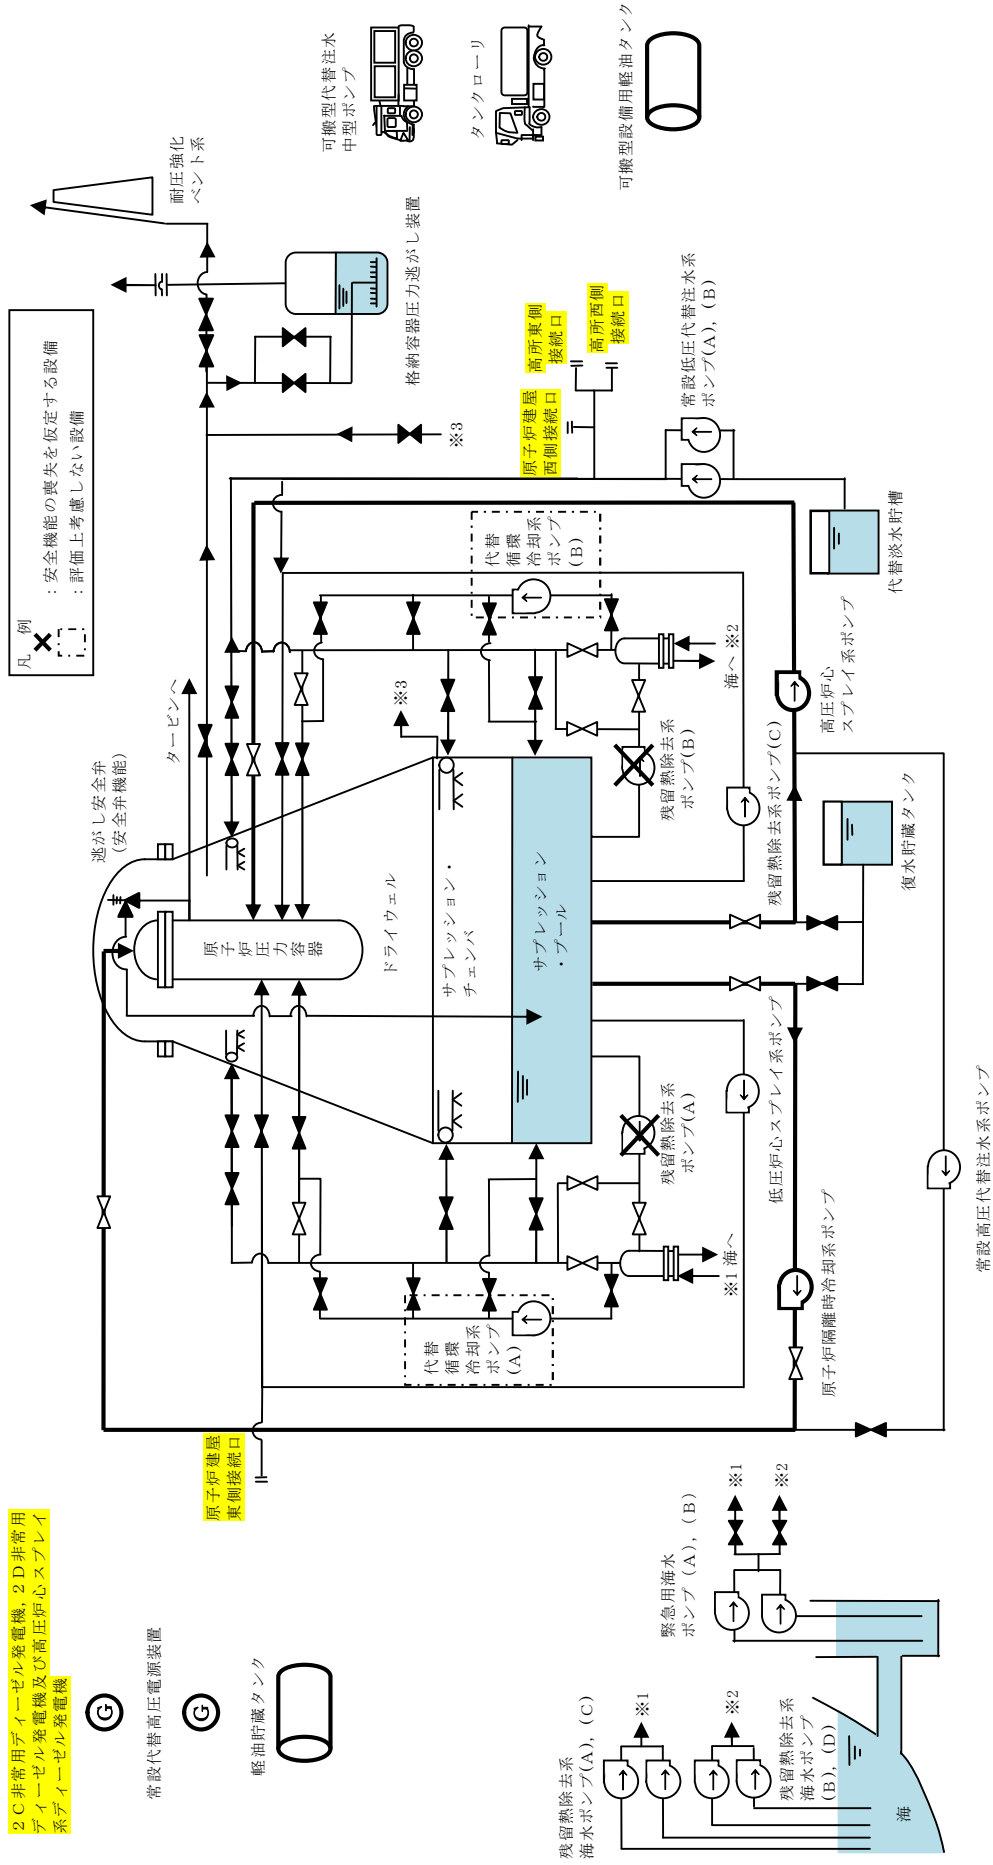 2C非常用ディーゼル発電機，2D非常用
ディーゼル発電機及び高圧炉心スプレイ
系ディーゼル発電機
G
常設代替高圧電源装置
G
軽油貯蔵タンク
凡　例
：安全機能の喪失を仮定する設備
：評価上考慮しない設備
原子炉建屋
東側接続口
逃がし安全弁
(安全弁機能)
タービンへ
耐圧強化
ベント系
格納容器圧力逃がし装置
※3
可搬型代替注水
中型ポンプ
タンクローリ
可搬型設備用軽油タンク
原子炉建屋
西側接続口
高所東側
接続口
高所西側
接続口
常設低圧代替注水系
ポンプ(A)，(B)
代替淡水貯槽
原子炉圧力容器
ドライウェル
サプレッション・
チェンバ
サプレッション
・プール
※3
代替
循環
冷却系
ポンプ
(A)
代替
循環
冷却系
ポンプ
(B)
残留熱除去系
ポンプ(A)
残留熱除去系
ポンプ(B)
※1
海へ
海へ
※2
低圧炉心スプレイ系ポンプ
残留熱除去系ポンプ(C)
原子炉隔離時冷却系ポンプ
高圧炉心
スプレイ系ポンプ
復水貯蔵タンク
常設高圧代替注水系ポンプ
残留熱除去系
海水ポンプ(A)，(C)
※1
※2
残留熱除去系
海水ポンプ
(B)，(D)
海
緊急用海水
ポンプ(A)，(B)
※1
※2